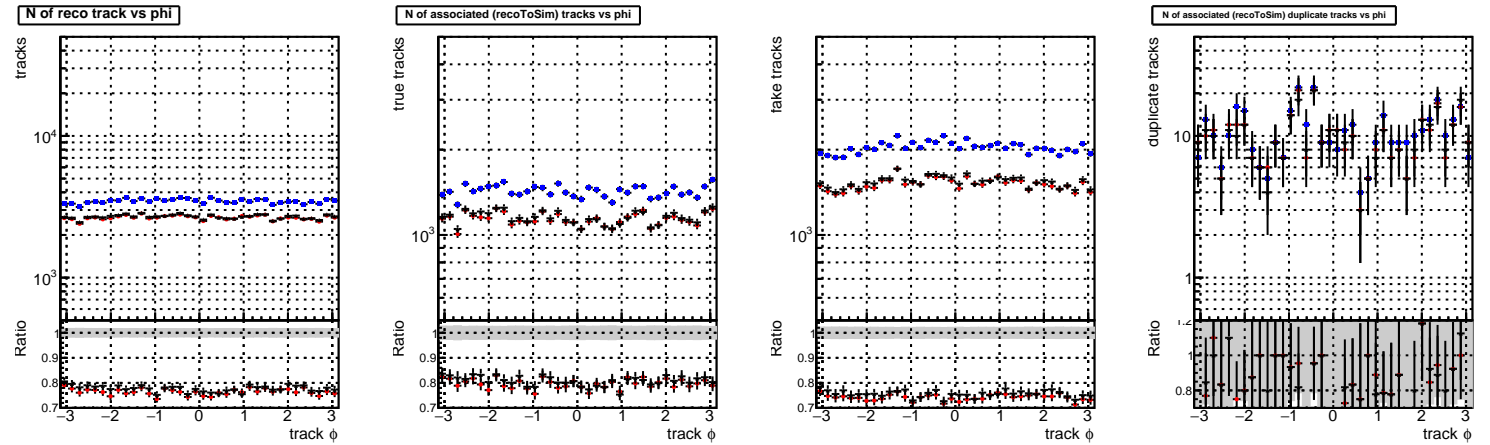 N of reco track vs phi
tracks
10⁴
10³
Ratio
1
0.9
0.8
0.7
−3 −2 −1 0 1 2 3
track ϕ
N of associated (recoToSim) tracks vs phi
true tracks
10³
Ratio
1
0.9
0.8
0.7
−3 −2 −1 0 1 2 3
track ϕ
fake tracks
10³
Ratio
1
0.9
0.8
0.7
−3 −2 −1 0 1 2 3
track ϕ
N of associated (recoToSim) duplicate tracks vs phi
duplicate tracks
10
1
Ratio
1.2
1
0.8
−3 −2 −1 0 1 2 3
track ϕ